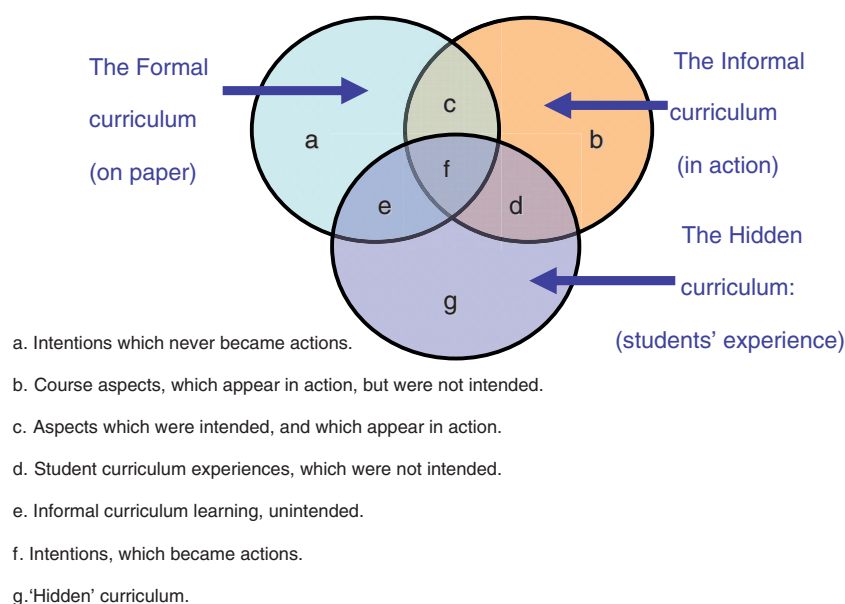 The Formal
curriculum
(on paper)
The Informal
curriculum
(in action)
The Hidden
curriculum:
(students' experience)
a
c
b
f
e
d
g
a. Intentions which never became actions.
b. Course aspects, which appear in action, but were not intended.
c. Aspects which were intended, and which appear in action.
d. Student curriculum experiences, which were not intended.
e. Informal curriculum learning, unintended.
f. Intentions, which became actions.
g.‘Hidden’ curriculum.